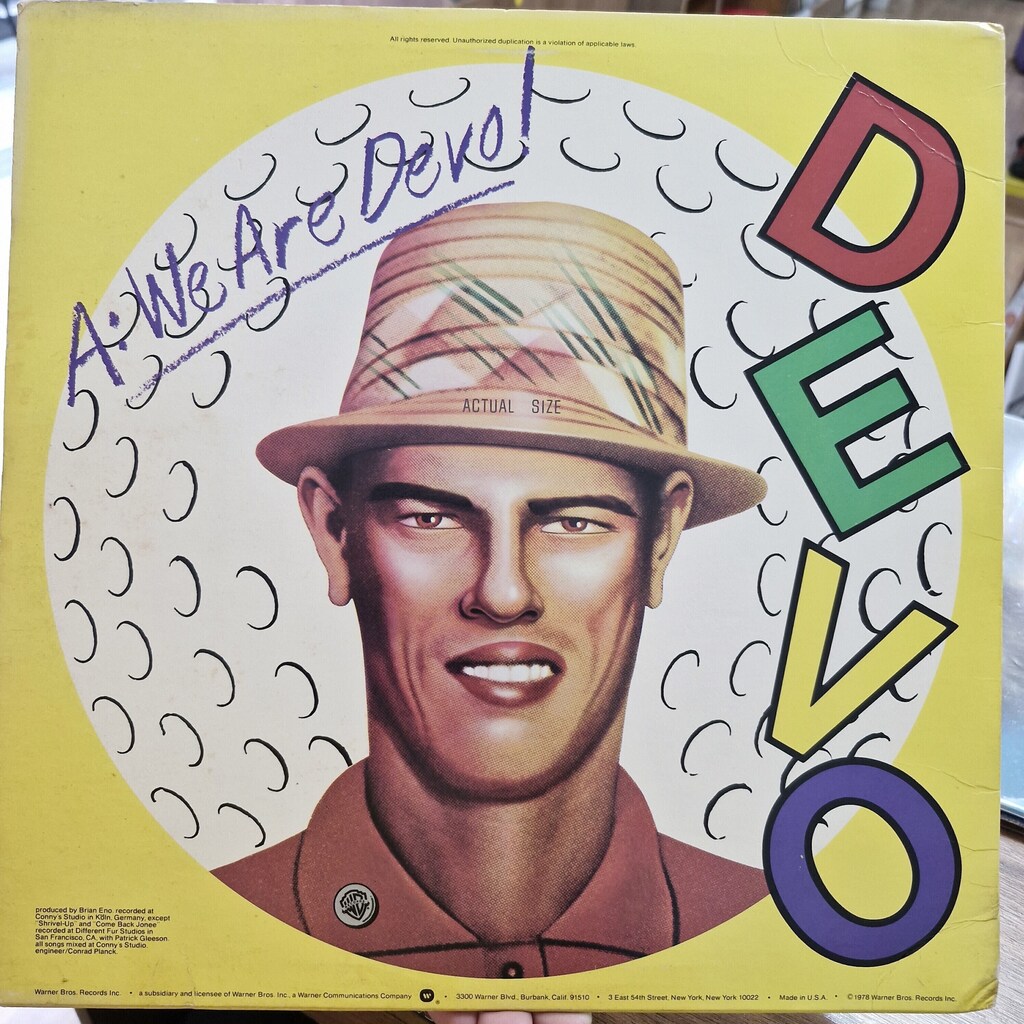 All rights reserved. Unauthorized duplication is a violation of applicable laws.
A: We Are Devo!
DEVO
ACTUAL SIZE
produced by Brian Eno. recorded at
Conny's Studio in Köln, Germany, except
"Shrivel-Up" and "Come Back Jonee"
recorded at Different Fur Studios in
San Francisco, CA. with Patrick Gleeson.
all songs mixed at Conny's Studio.
engineer/Conrad Planck.
Warner Bros. Records Inc. • a subsidiary and licensee of Warner Bros. Inc., a Warner Communications Company W ® • 3300 Warner Blvd., Burbank, Calif. 91510 • 3 East 54th Street, New York, New York 10022 • Made in U.S.A. • ©1978 Warner Bros. Records Inc.